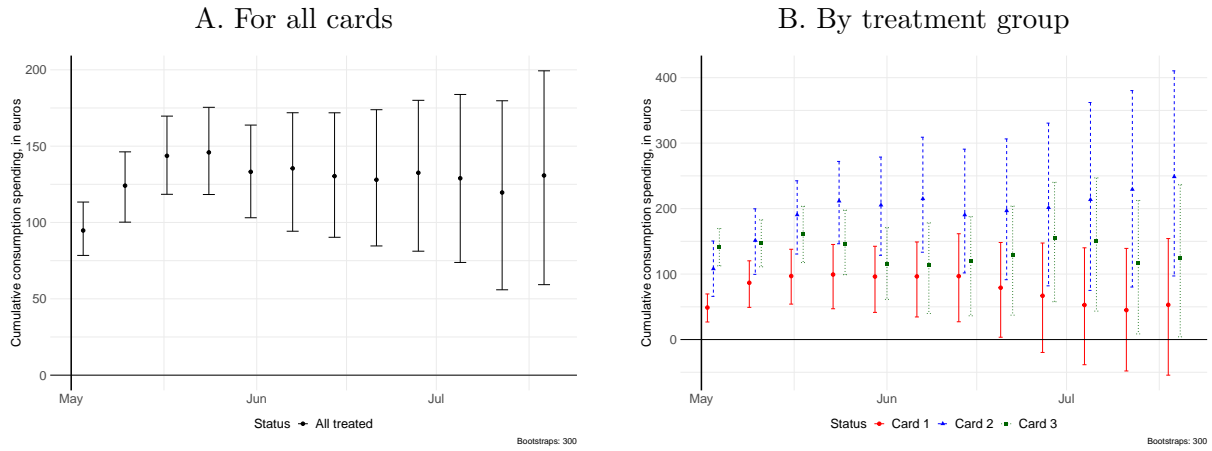 A. For all cards
Cumulative consumption spending, in euros
200
150
100
50
0
May
Jun
Jul
Status All treated
Bootstraps: 300
B. By treatment group
Cumulative consumption spending, in euros
400
300
200
100
0
May
Jun
Jul
Status Card 1 Card 2 Card 3
Bootstraps: 300